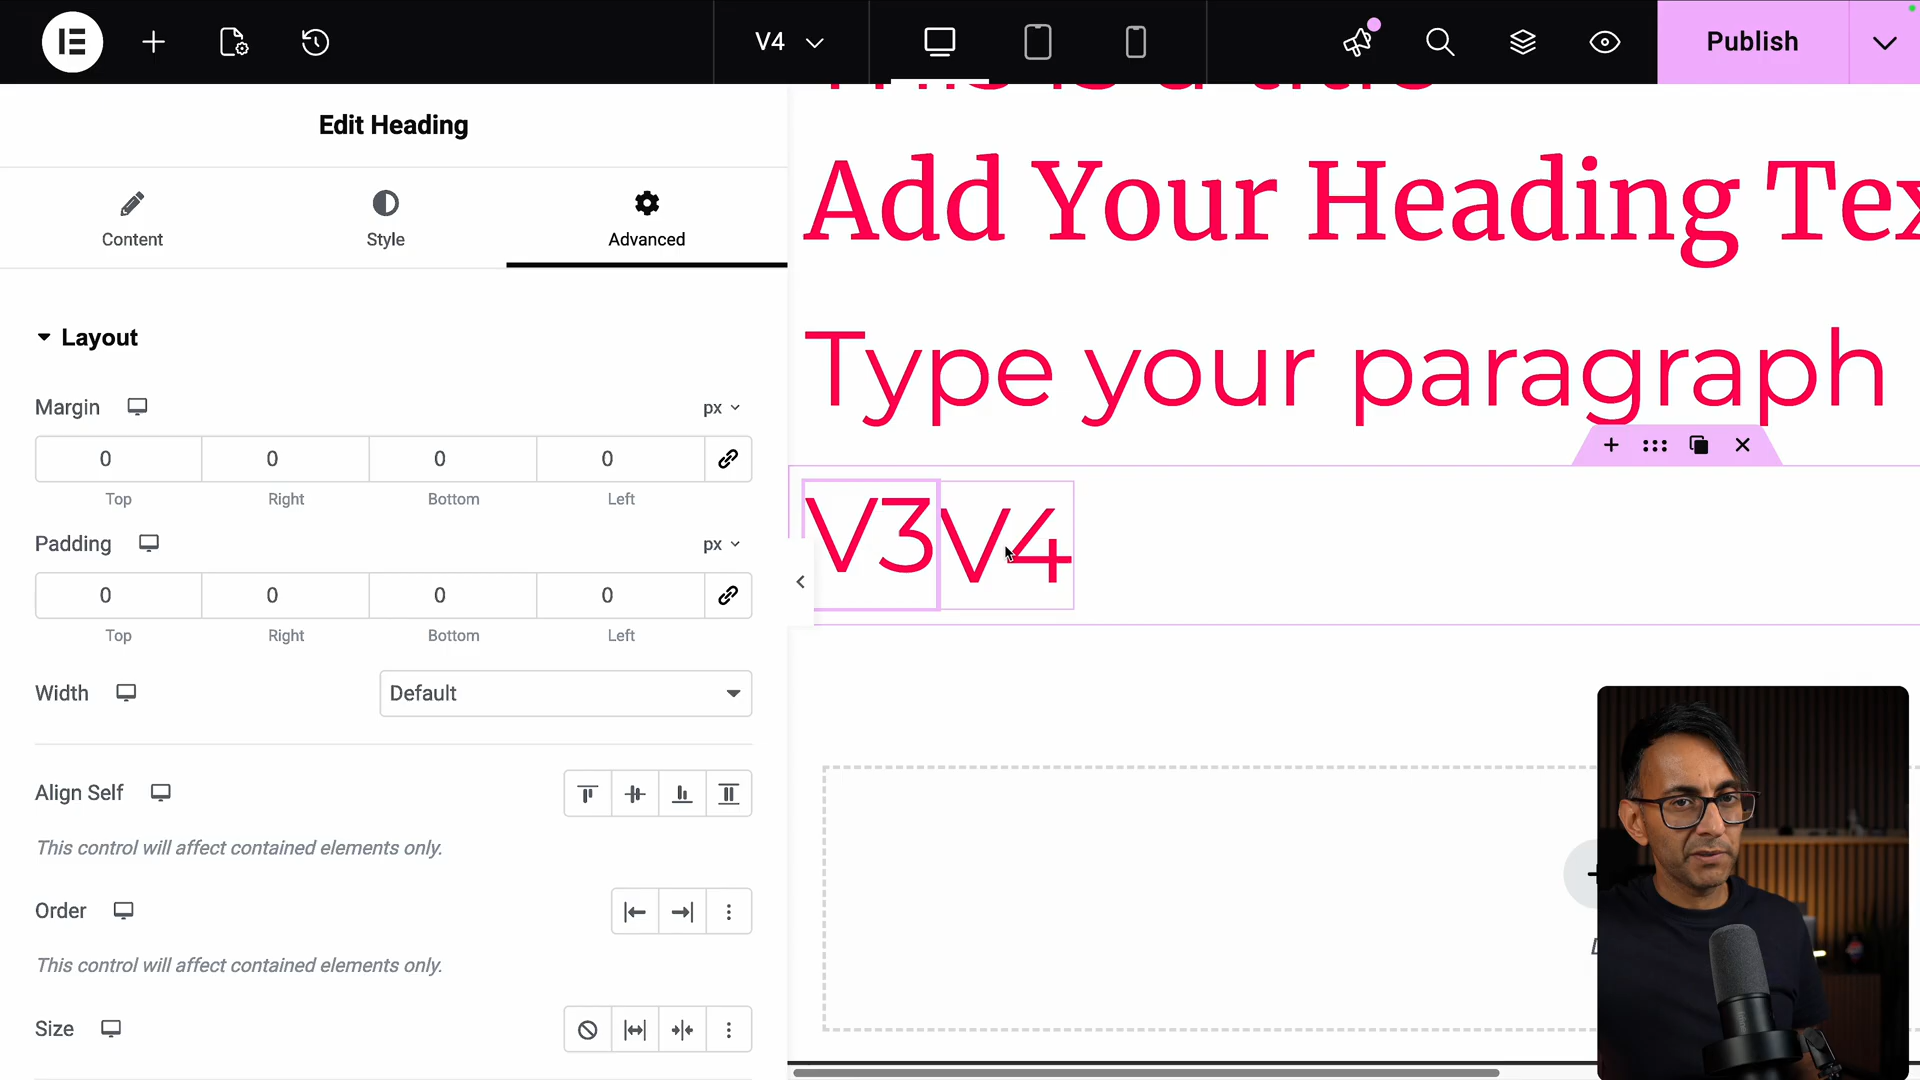 V4
Publish
Edit Heading
Content
Style
Advanced
This is a title
Add Your Heading Tex
Type your paragraph
V3
V4
Layout
Margin
px
0
0
0
0
Top
Right
Bottom
Left
Padding
px
0
0
0
0
Top
Right
Bottom
Left
Width
Default
Align Self
This control will affect contained elements only.
Order
This control will affect contained elements only.
Size